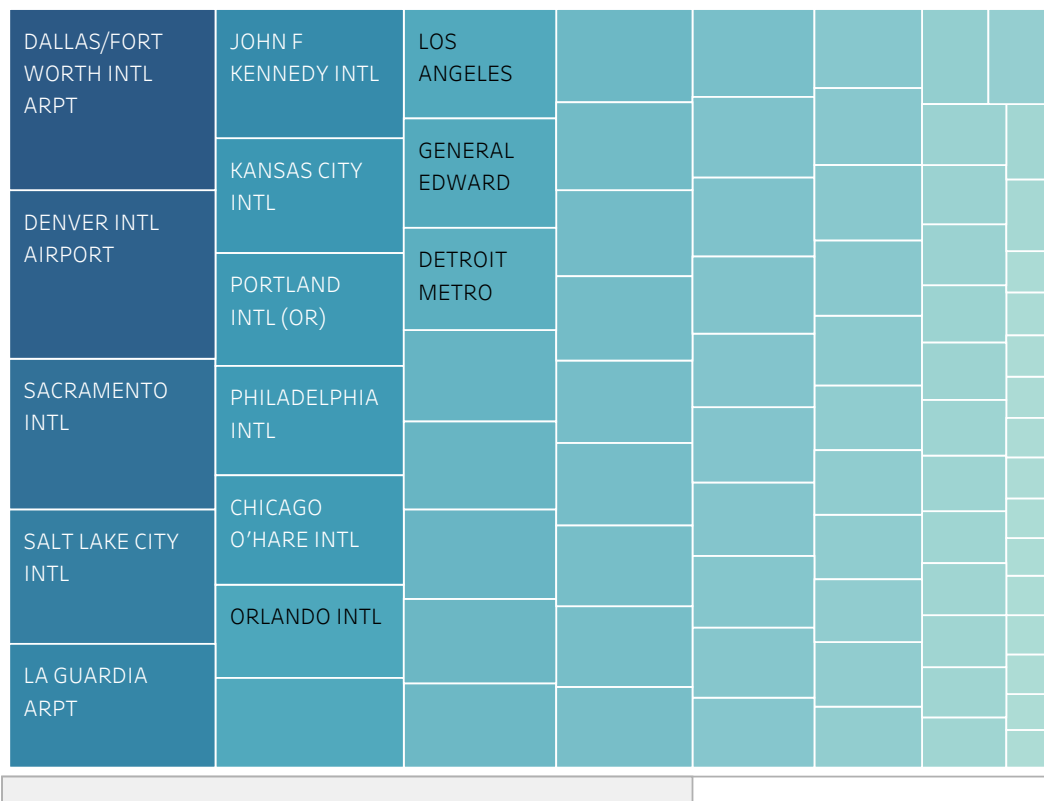 DALLAS/FORT
WORTH INTL
ARPT
DENVER INTL
AIRPORT
SACRAMENTO
INTL
SALT LAKE CITY
INTL
LA GUARDIA
ARPT
JOHN F
KENNEDY INTL
KANSAS CITY
INTL
PORTLAND
INTL (OR)
PHILADELPHIA
INTL
CHICAGO
O'HARE INTL
ORLANDO INTL
LOS
ANGELES
GENERAL
EDWARD
DETROIT
METRO